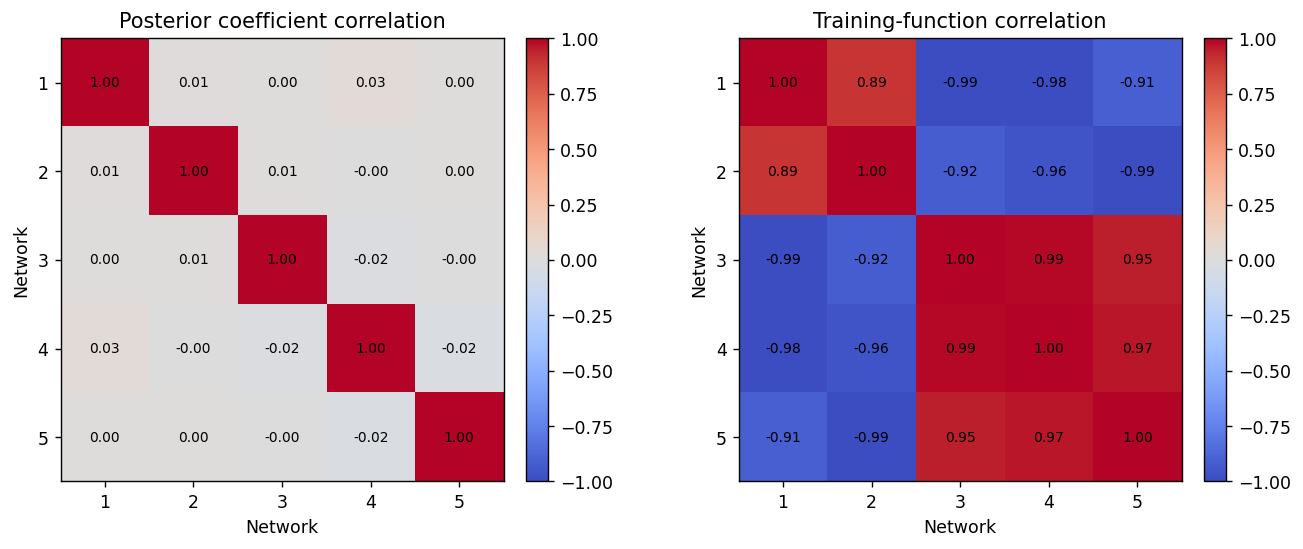 Posterior coefficient correlation
1 1.00 0.01 0.00 0.03 0.00
2 0.01 1.00 0.01 -0.00 0.00
3 0.00 0.01 1.00 -0.02 -0.00
4 0.03 -0.00 -0.02 1.00 -0.02
5 0.00 0.00 -0.00 -0.02 1.00
1 2 3 4 5
Network
Network
1.00
0.75
0.50
0.25
0.00
−0.25
−0.50
−0.75
−1.00
Training-function correlation
1 1.00 0.89 -0.99 -0.98 -0.91
2 0.89 1.00 -0.92 -0.96 -0.99
3 -0.99 -0.92 1.00 0.99 0.95
4 -0.98 -0.96 0.99 1.00 0.97
5 -0.91 -0.99 0.95 0.97 1.00
1 2 3 4 5
Network
Network
1.00
0.75
0.50
0.25
0.00
−0.25
−0.50
−0.75
−1.00